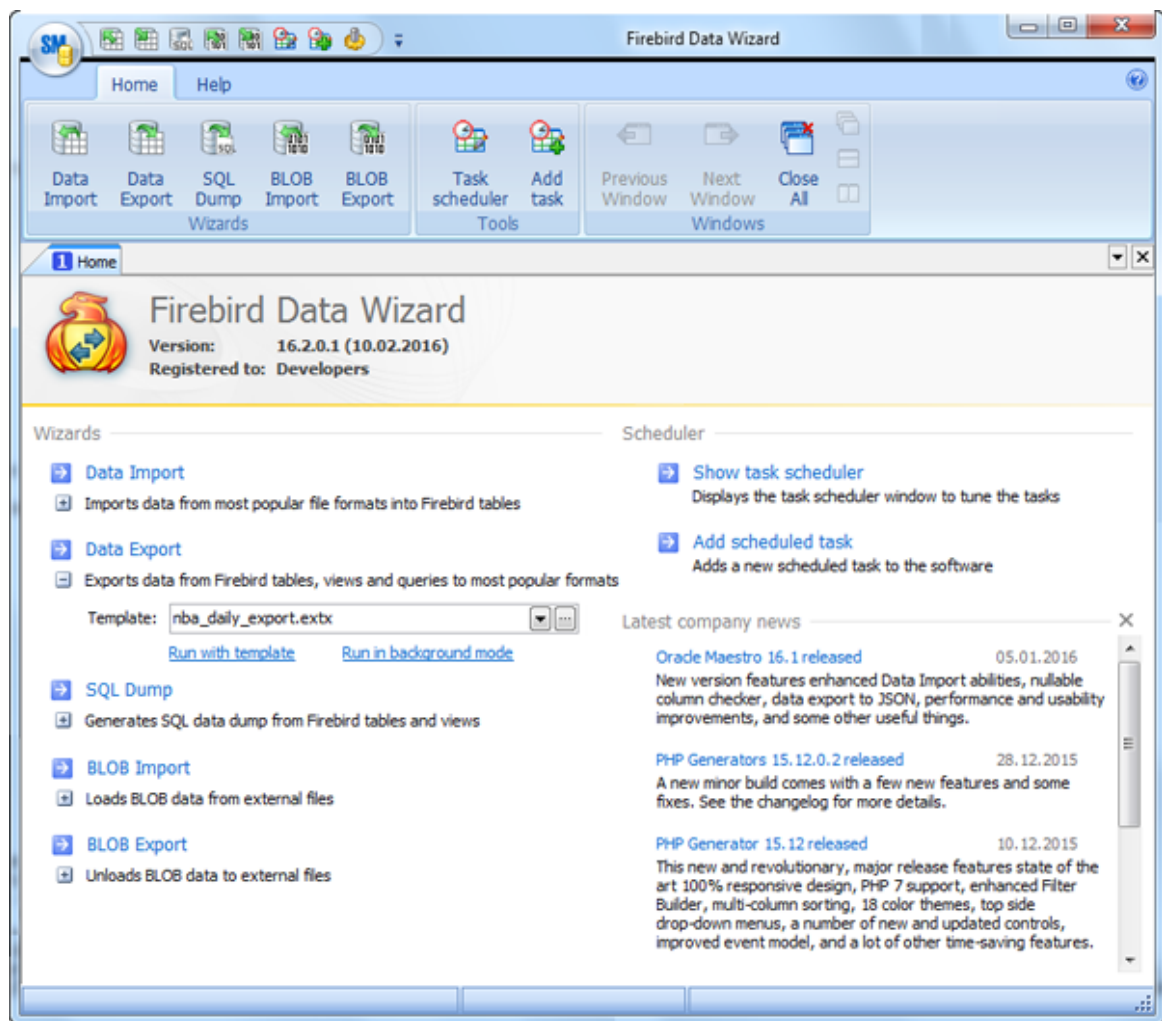 SM
Firebird Data Wizard
Home Help
Data Import
Data Export
SQL Dump
BLOB Import
BLOB Export
Wizards
Task scheduler
Add task
Tools
Previous Window
Next Window
Close All
Windows
1 Home
Firebird Data Wizard
Version: 16.2.0.1 (10.02.2016)
Registered to: Developers
Wizards
Data Import
Imports data from most popular file formats into Firebird tables
Data Export
Exports data from Firebird tables, views and queries to most popular formats
Template: nba_daily_export.extx
Run with template Run in background mode
SQL Dump
Generates SQL data dump from Firebird tables and views
BLOB Import
Loads BLOB data from external files
BLOB Export
Unloads BLOB data to external files
Scheduler
Show task scheduler
Displays the task scheduler window to tune the tasks
Add scheduled task
Adds a new scheduled task to the software
Latest company news
Oracle Maestro 16.1 released 05.01.2016
New version features enhanced Data Import abilities, nullable
column checker, data export to JSON, performance and usability
improvements, and some other useful things.
PHP Generators 15.12.0.2 released 28.12.2015
A new minor build comes with a few new features and some
fixes. See the changelog for more details.
PHP Generator 15.12 released 10.12.2015
This new and revolutionary, major release features state of the
art 100% responsive design, PHP 7 support, enhanced Filter
Builder, multi-column sorting, 18 color themes, top side
drop-down menus, a number of new and updated controls,
improved event model, and a lot of other time-saving features.